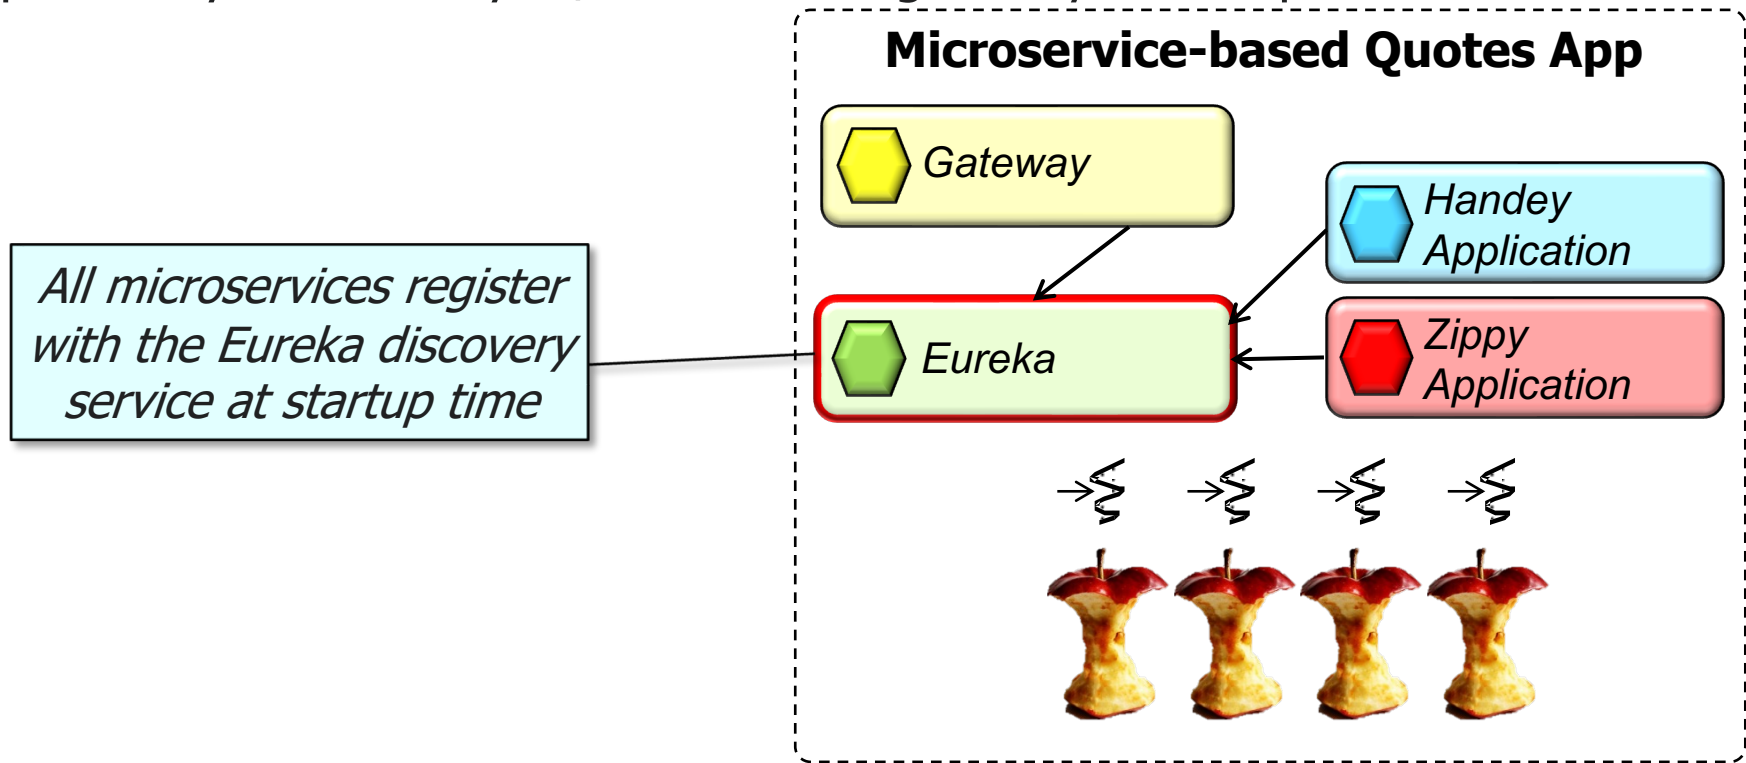 Microservice-based Quotes App
Gateway
Handey
Application
All microservices register
with the Eureka discovery
service at startup time
Eureka
Zippy
Application